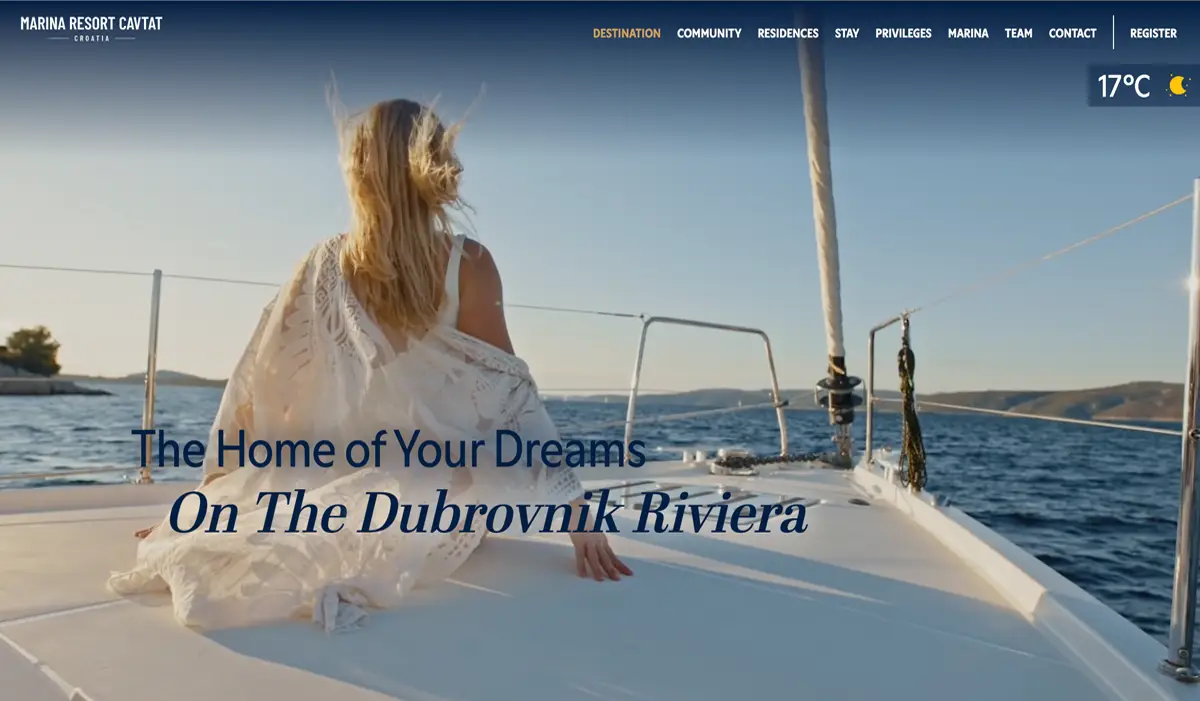 MARINA RESORT CAVTAT
CROATIA
DESTINATION COMMUNITY RESIDENCES STAY PRIVILEGES MARINA TEAM CONTACT REGISTER
17°C
The Home of Your Dreams
On The Dubrovnik Riviera